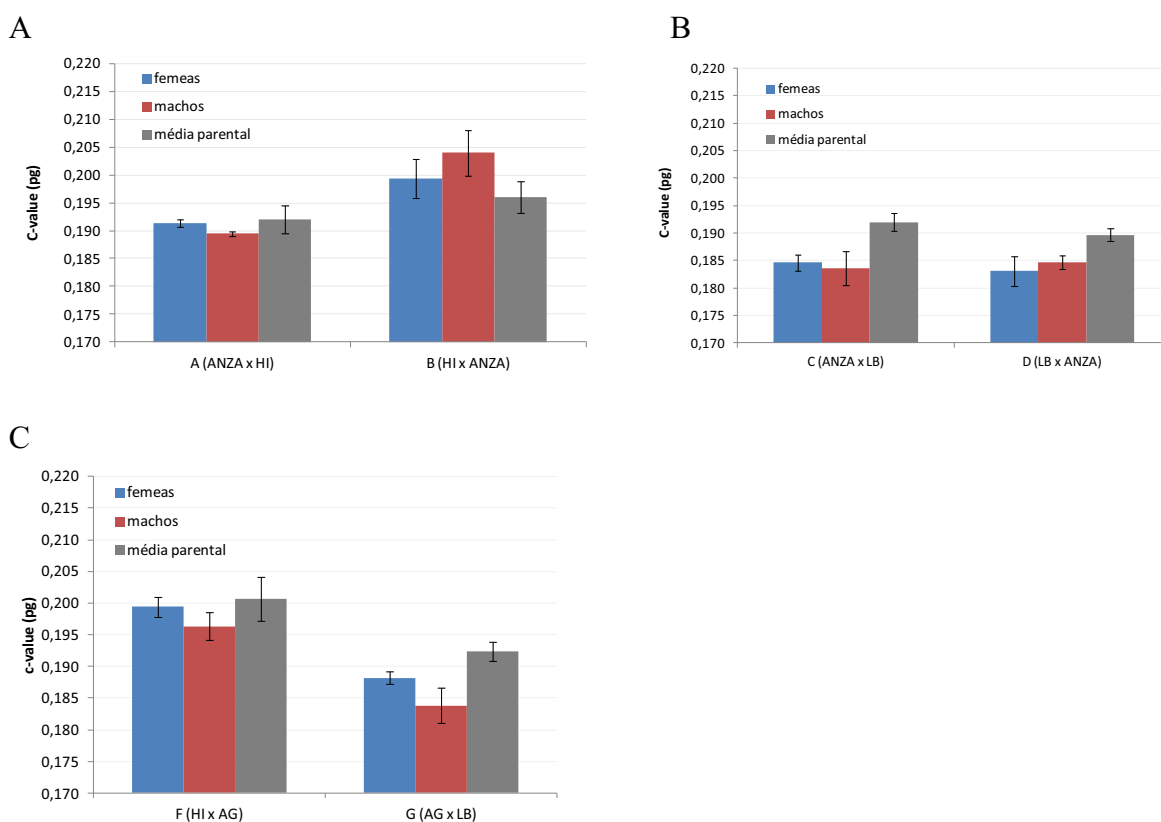 A
0,220
0,215
0,210
0,205
0,200
0,195
0,190
0,185
0,180
0,175
0,170
C-value (pg)
femeas
machos
média parental
A (ANZA x HI)
B (HI x ANZA)
B
0,220
0,215
0,210
0,205
0,200
0,195
0,190
0,185
0,180
0,175
0,170
C-value (pg)
femeas
machos
média parental
C (ANZA x LB)
D (LB x ANZA)
C
0,220
0,215
0,210
0,205
0,200
0,195
0,190
0,185
0,180
0,175
0,170
c-value (pg)
femeas
machos
média parental
F (HI x AG)
G (AG x LB)